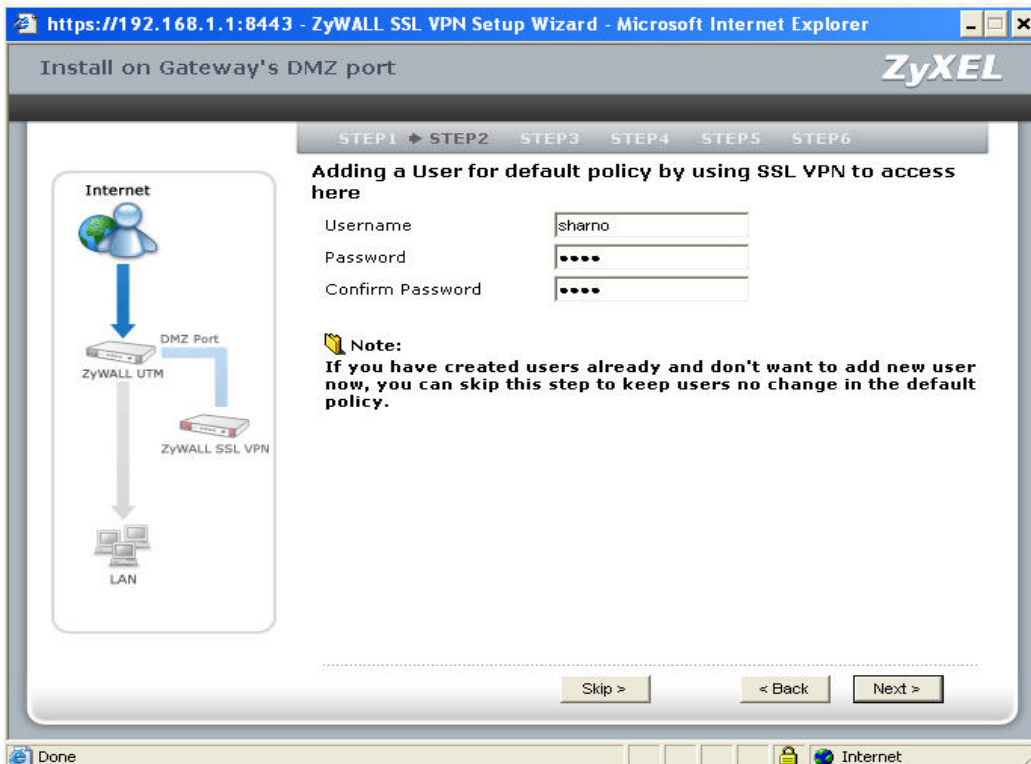 https://192.168.1.1:8443 - ZyWALL SSL VPN Setup Wizard - Microsoft Internet Explorer
Install on Gateway's DMZ port
ZyXEL
STEP1 STEP2 STEP3 STEP4 STEP5 STEP6
Internet
DMZ Port
ZyWALL UTM
ZyWALL SSL VPN
LAN
Adding a User for default policy by using SSL VPN to access
here
Username
sharno
Password
••••
Confirm Password
••••
Note:
If you have created users already and don't want to add new user
now, you can skip this step to keep users no change in the default
policy.
Skip >
< Back
Next >
Done
Internet